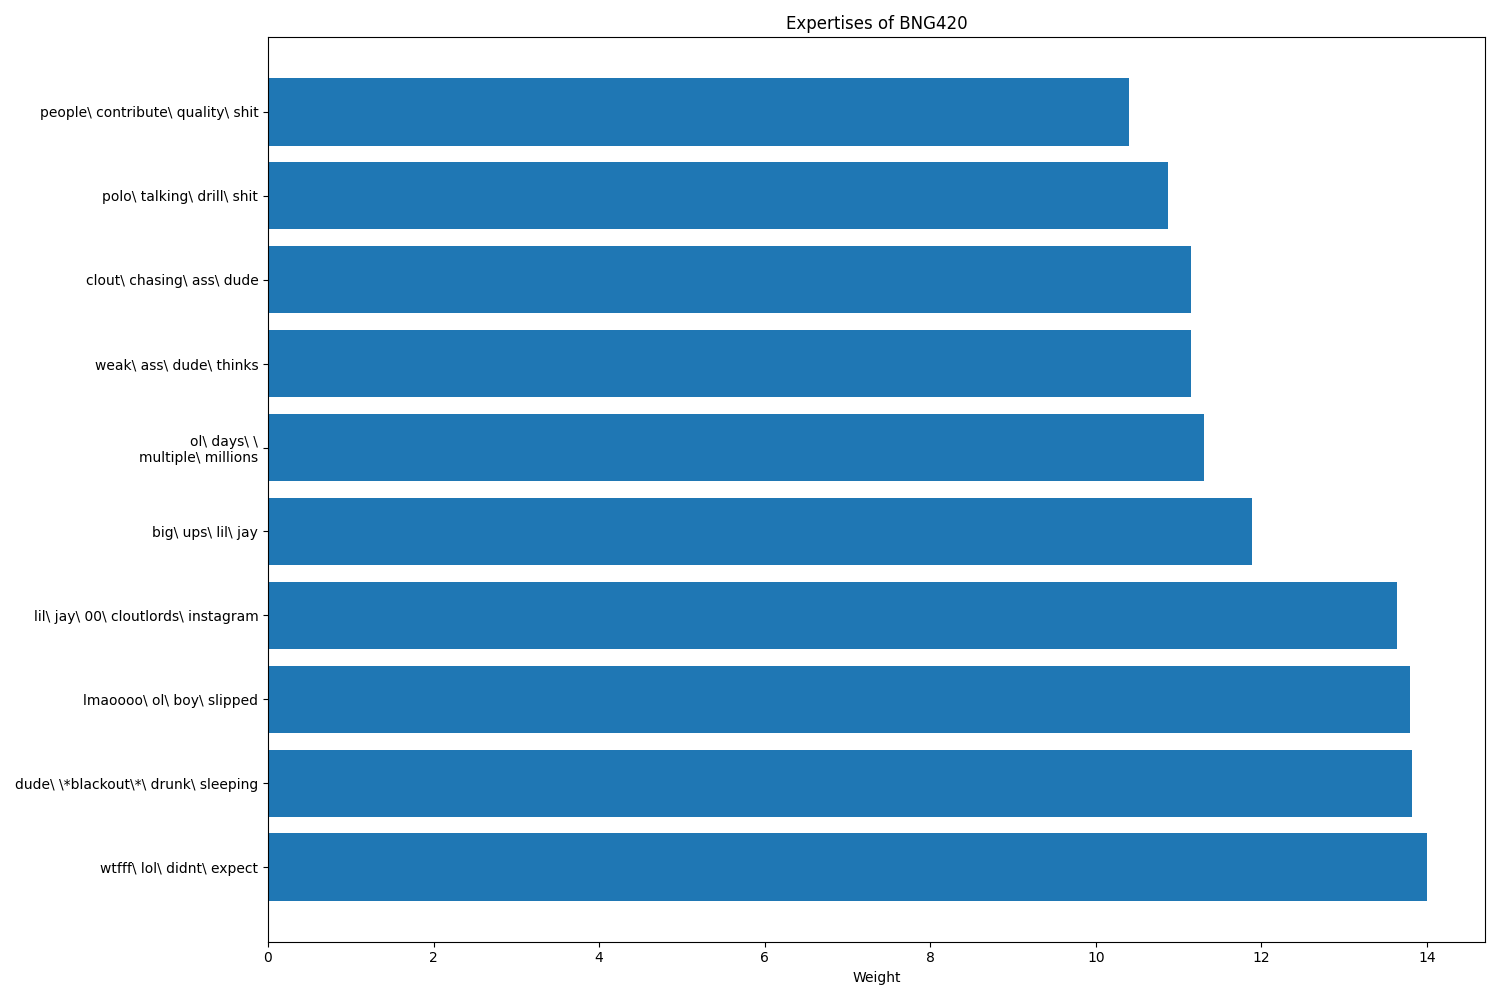 Expertises of BNG420
people\ contribute\ quality\ shit
polo\ talking\ drill\ shit
clout\ chasing\ ass\ dude
weak\ ass\ dude\ thinks
ol\ days\ \
multiple\ millions
big\ ups\ lil\ jay
lil\ jay\ 00\ cloutlords\ instagram
lmaoooo\ ol\ boy\ slipped
dude\ \*blackout\*\ drunk\ sleeping
wtfff\ lol\ didnt\ expect
0 2 4 6 8 10 12 14
Weight